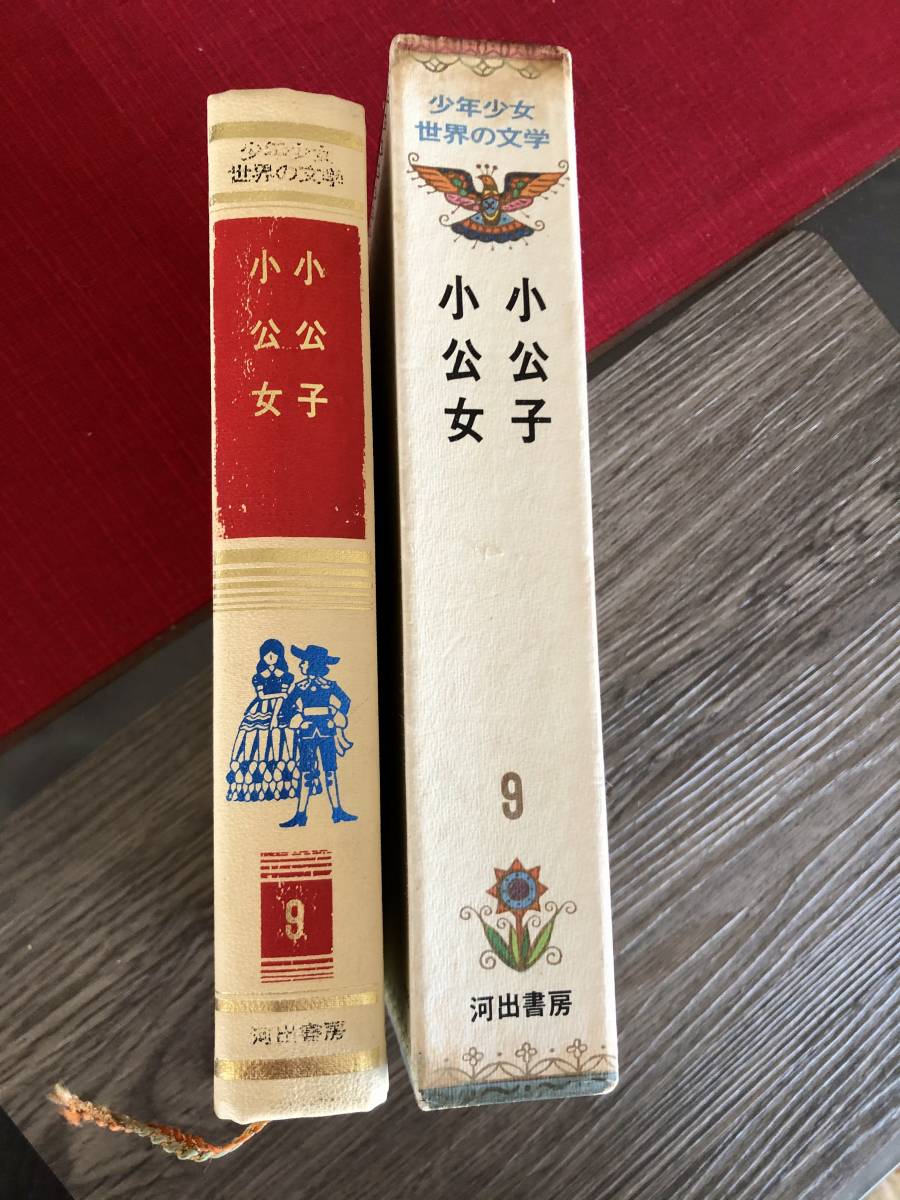 少年少女
世界の文学
小公子
小公女
9
河出書房
少年少女
世界の文学
小公子
小公女
9
河出書房